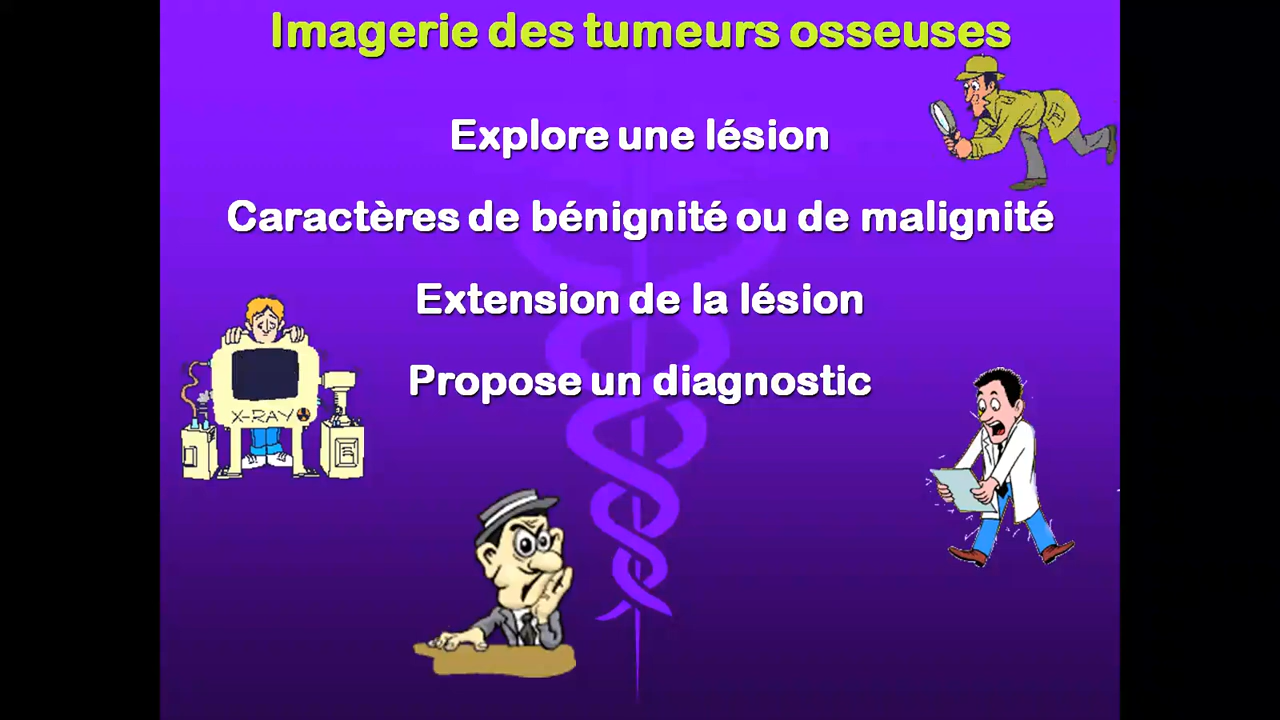 Imagerie des tumeurs osseuses
Explore une lésion
Caractères de bénignité ou de malignité
Extension de la lésion
Propose un diagnostic
X-RAY